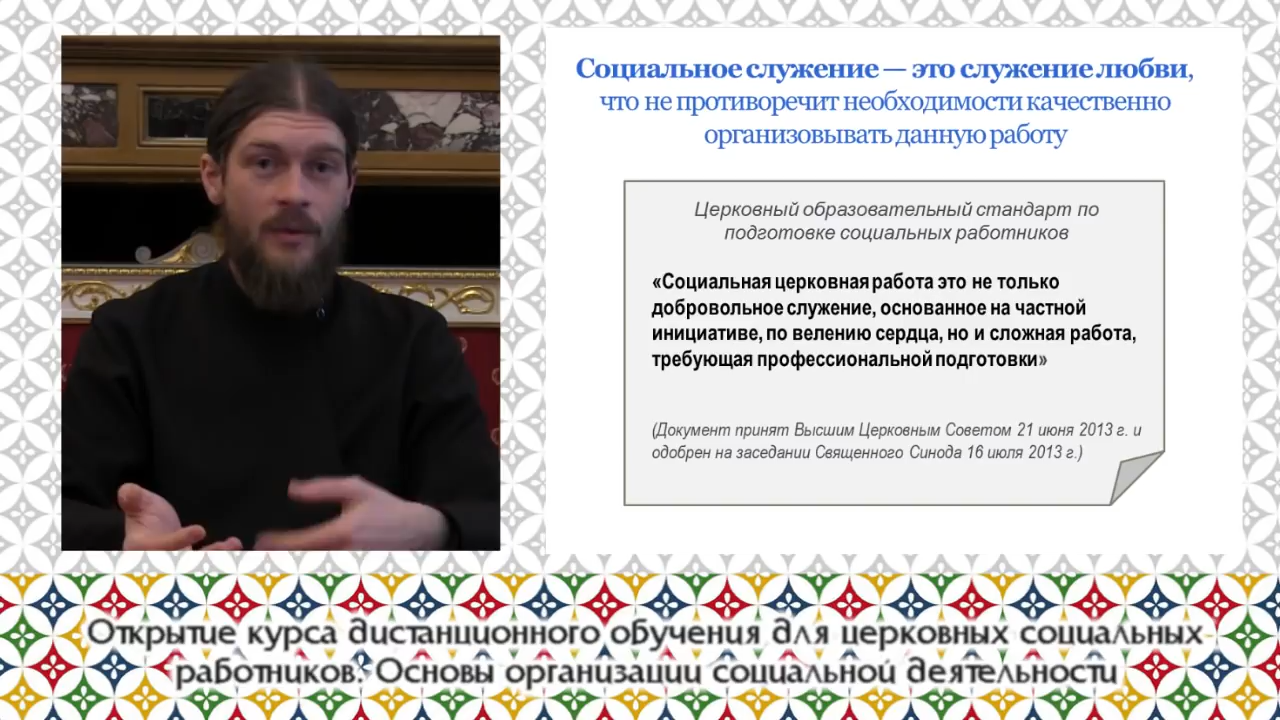 Социальное служение — это служение любви,
что не противоречит необходимости качественно
организовывать данную работу
Церковный образовательный стандарт по
подготовке социальных работников
«Социальная церковная работа это не только
добровольное служение, основанное на частной
инициативе, по велению сердца, но и сложная работа,
требующая профессиональной подготовки»
(Документ принят Высшим Церковным Советом 21 июня 2013 г. и
одобрен на заседании Священного Синода 16 июля 2013 г.)
Открытие курса дистанционного обучения для церковных социальных
работников. Основы организации социальной деятельности